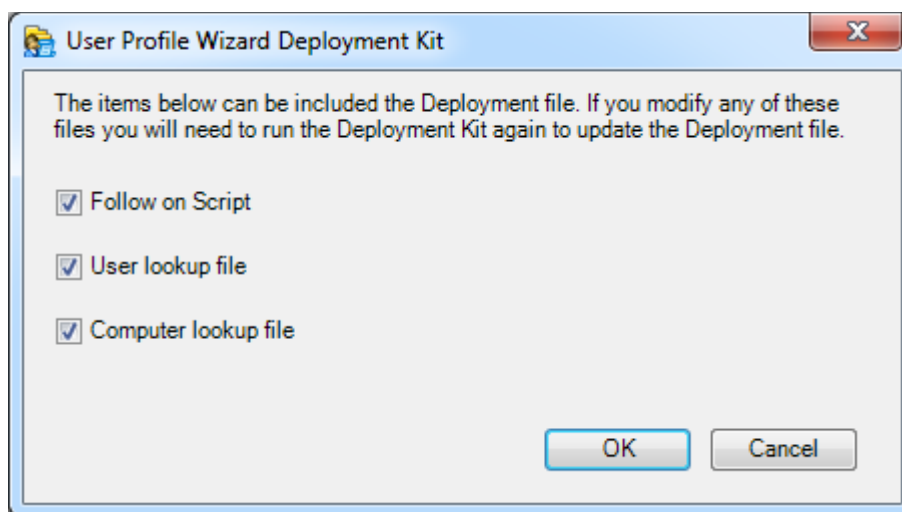 User Profile Wizard Deployment Kit
The items below can be included the Deployment file. If you modify any of these
files you will need to run the Deployment Kit again to update the Deployment file.
Follow on Script
User lookup file
Computer lookup file
OK Cancel